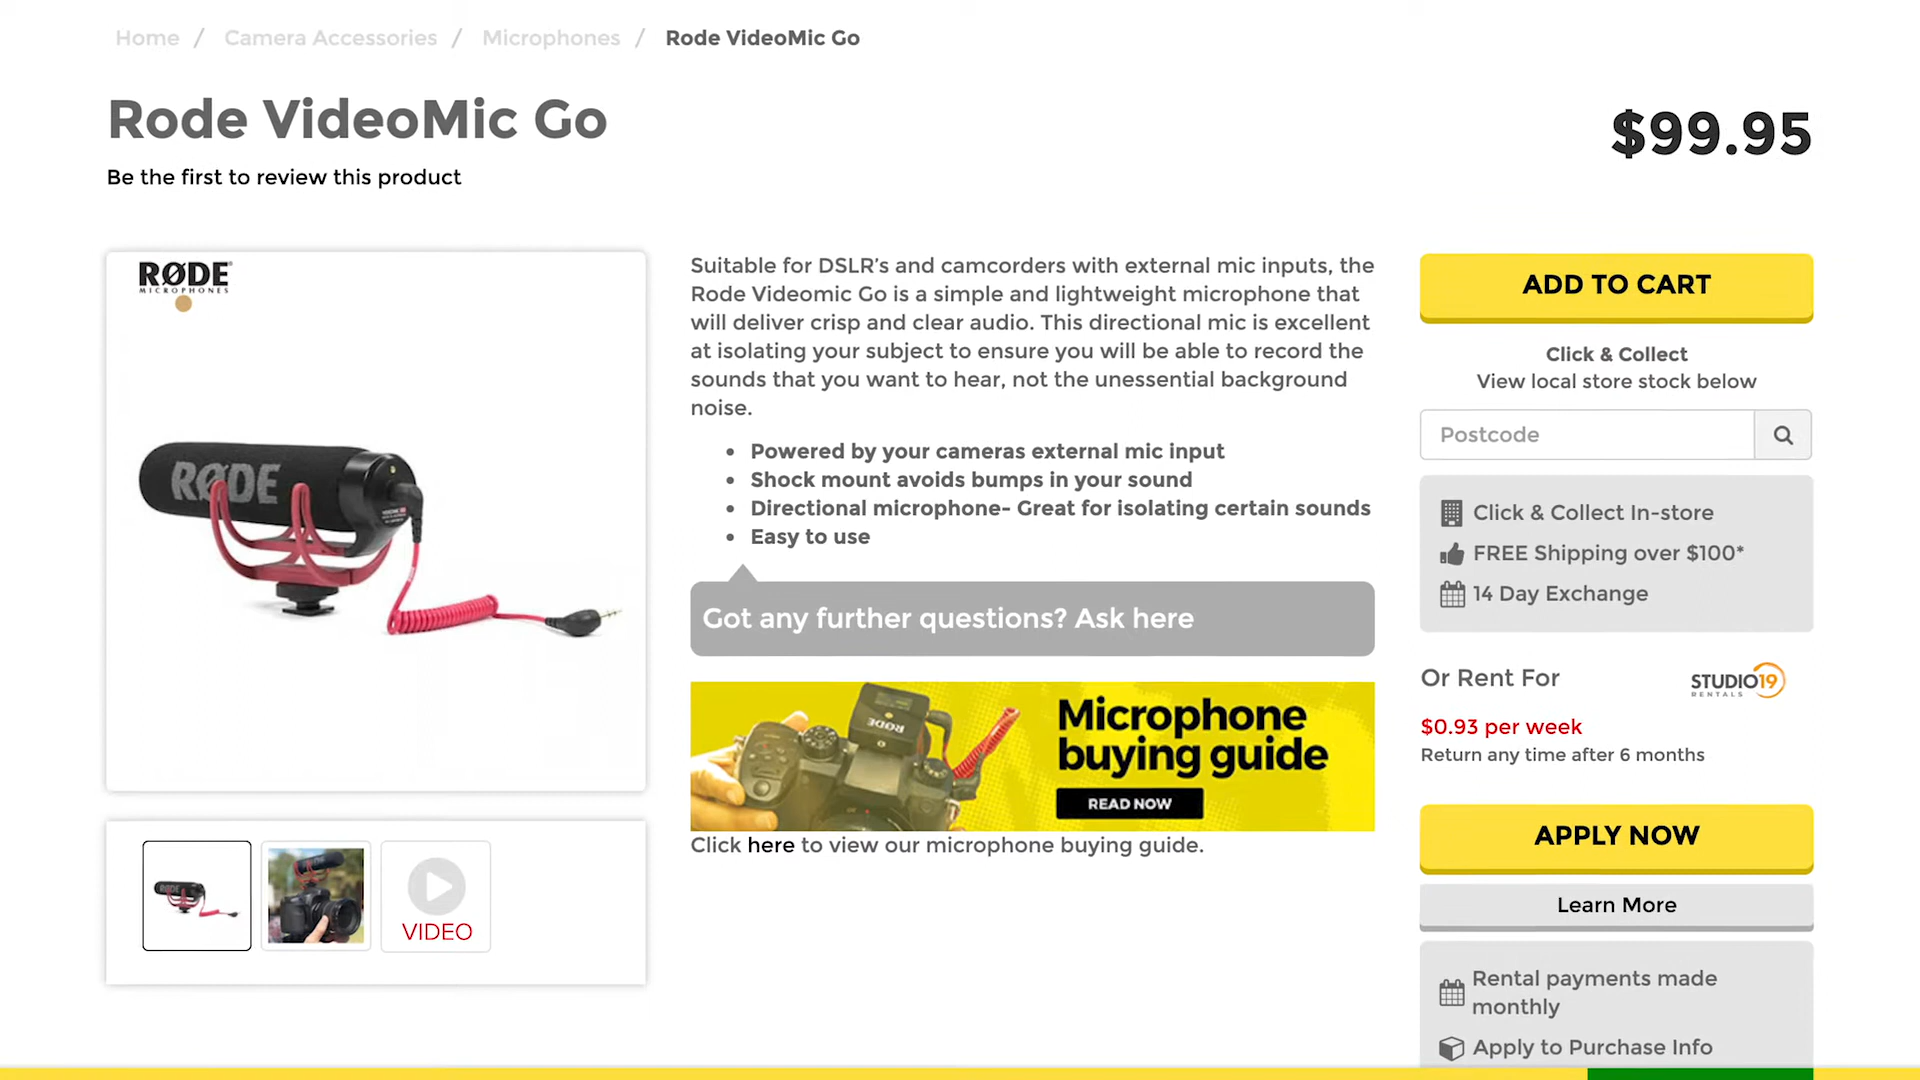 Home / Camera Accessories / Microphones / Rode VideoMic Go
Rode VideoMic Go
$99.95
Be the first to review this product
RØDE
MICROPHONES
RØDE
Suitable for DSLR's and camcorders with external mic inputs, the
Rode Videomic Go is a simple and lightweight microphone that
will deliver crisp and clear audio. This directional mic is excellent
at isolating your subject to ensure you will be able to record the
sounds that you want to hear, not the unessential background
noise.
• Powered by your cameras external mic input
• Shock mount avoids bumps in your sound
• Directional microphone- Great for isolating certain sounds
• Easy to use
Got any further questions? Ask here
RØDE
Microphone
buying guide
READ NOW
Click here to view our microphone buying guide.
RØDE
RØDE
VIDEO
ADD TO CART
Click & Collect
View local store stock below
Postcode
Click & Collect In-store
FREE Shipping over $100*
14 Day Exchange
Or Rent For
STUDIO19
RENTALS
$0.93 per week
Return any time after 6 months
APPLY NOW
Learn More
Rental payments made
monthly
Apply to Purchase Info